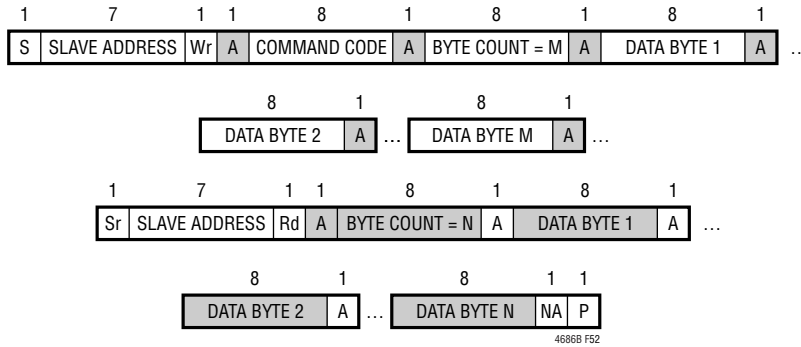 1 7 1 1 8 1 8 1 8 1
S SLAVE ADDRESS Wr A COMMAND CODE A BYTE COUNT = M A DATA BYTE 1 A …
8 1 8 1
DATA BYTE 2 A … DATA BYTE M A …
1 7 1 1 8 1 8 1
Sr SLAVE ADDRESS Rd A BYTE COUNT = N A DATA BYTE 1 A …
8 1 8 1 1
DATA BYTE 2 A … DATA BYTE N NA P
4686B F52